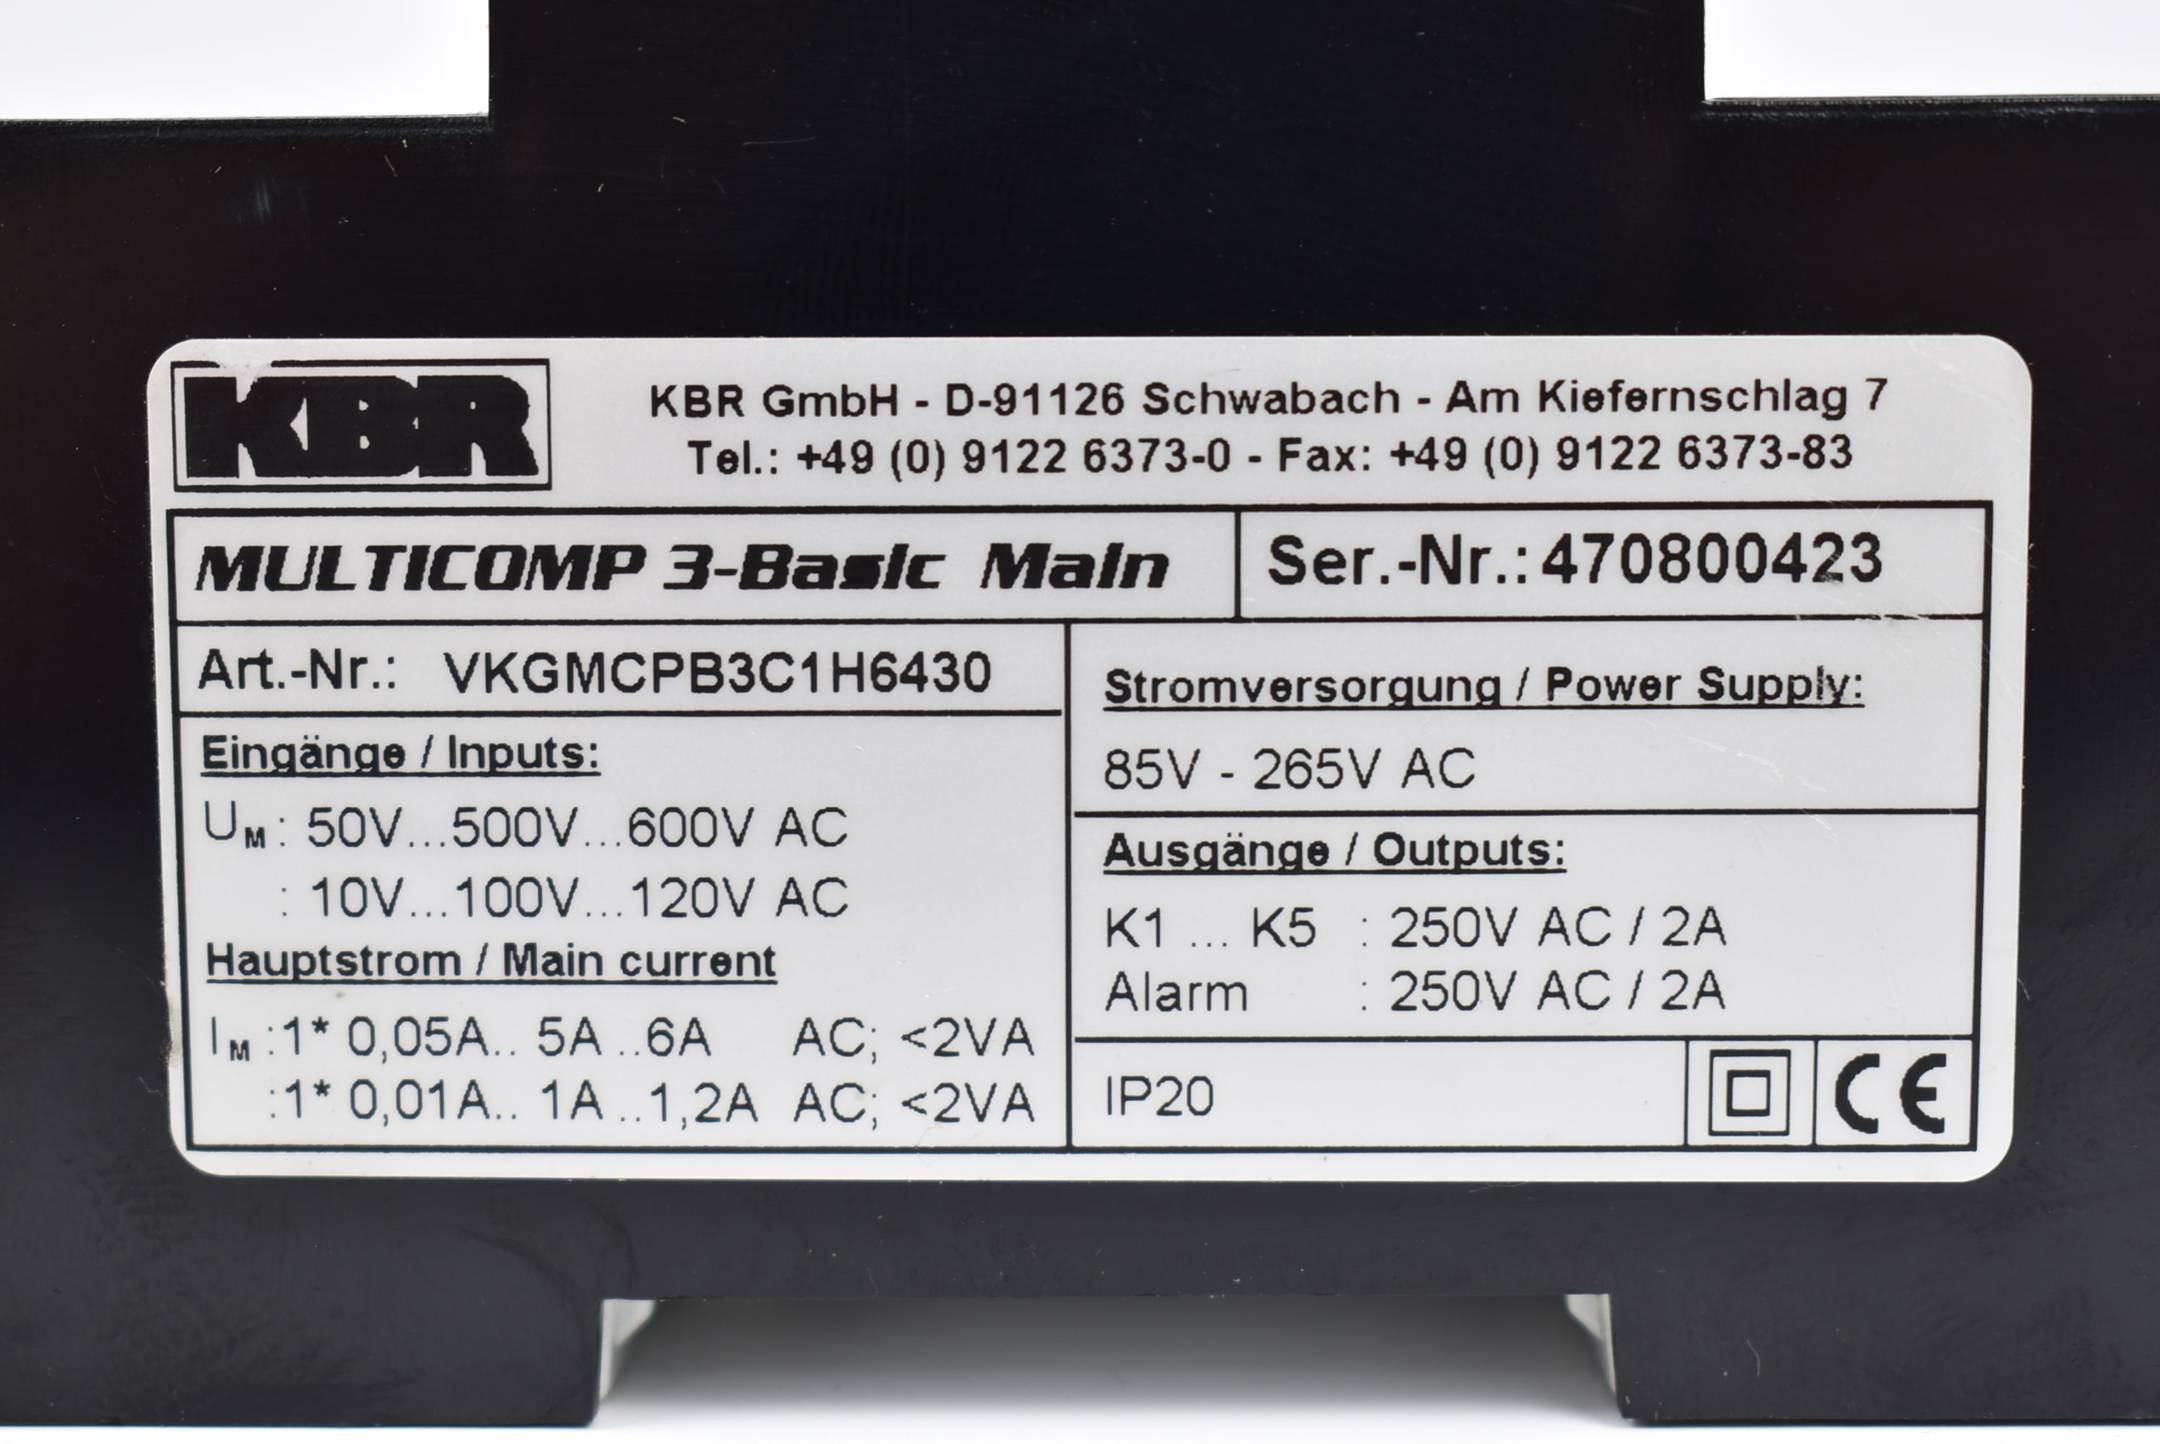 KBR
KBR GmbH - D-91126 Schwabach - Am Kiefernschlag 7
Tel.: +49 (0) 9122 6373-0 - Fax: +49 (0) 9122 6373-83
MULTICOMP 3-Basic Main
Ser.-Nr.: 470800423
Art.-Nr.: VKGMCPB3C1H6430
Eingänge / Inputs:
UM : 50V...500V...600V AC
: 10V...100V...120V AC
Hauptstrom / Main current
IM :1* 0,05A.. 5A ..6A AC; <2VA
:1* 0,01A.. 1A ..1,2A AC; <2VA
Stromversorgung / Power Supply:
85V - 265V AC
Ausgänge / Outputs:
K1 ... K5 : 250V AC / 2A
Alarm : 250V AC / 2A
IP20
CE